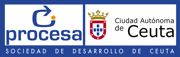 procesa
Ciudad Autónoma
de Ceuta
SOCIEDAD DE DESARROLLO DE CEUTA